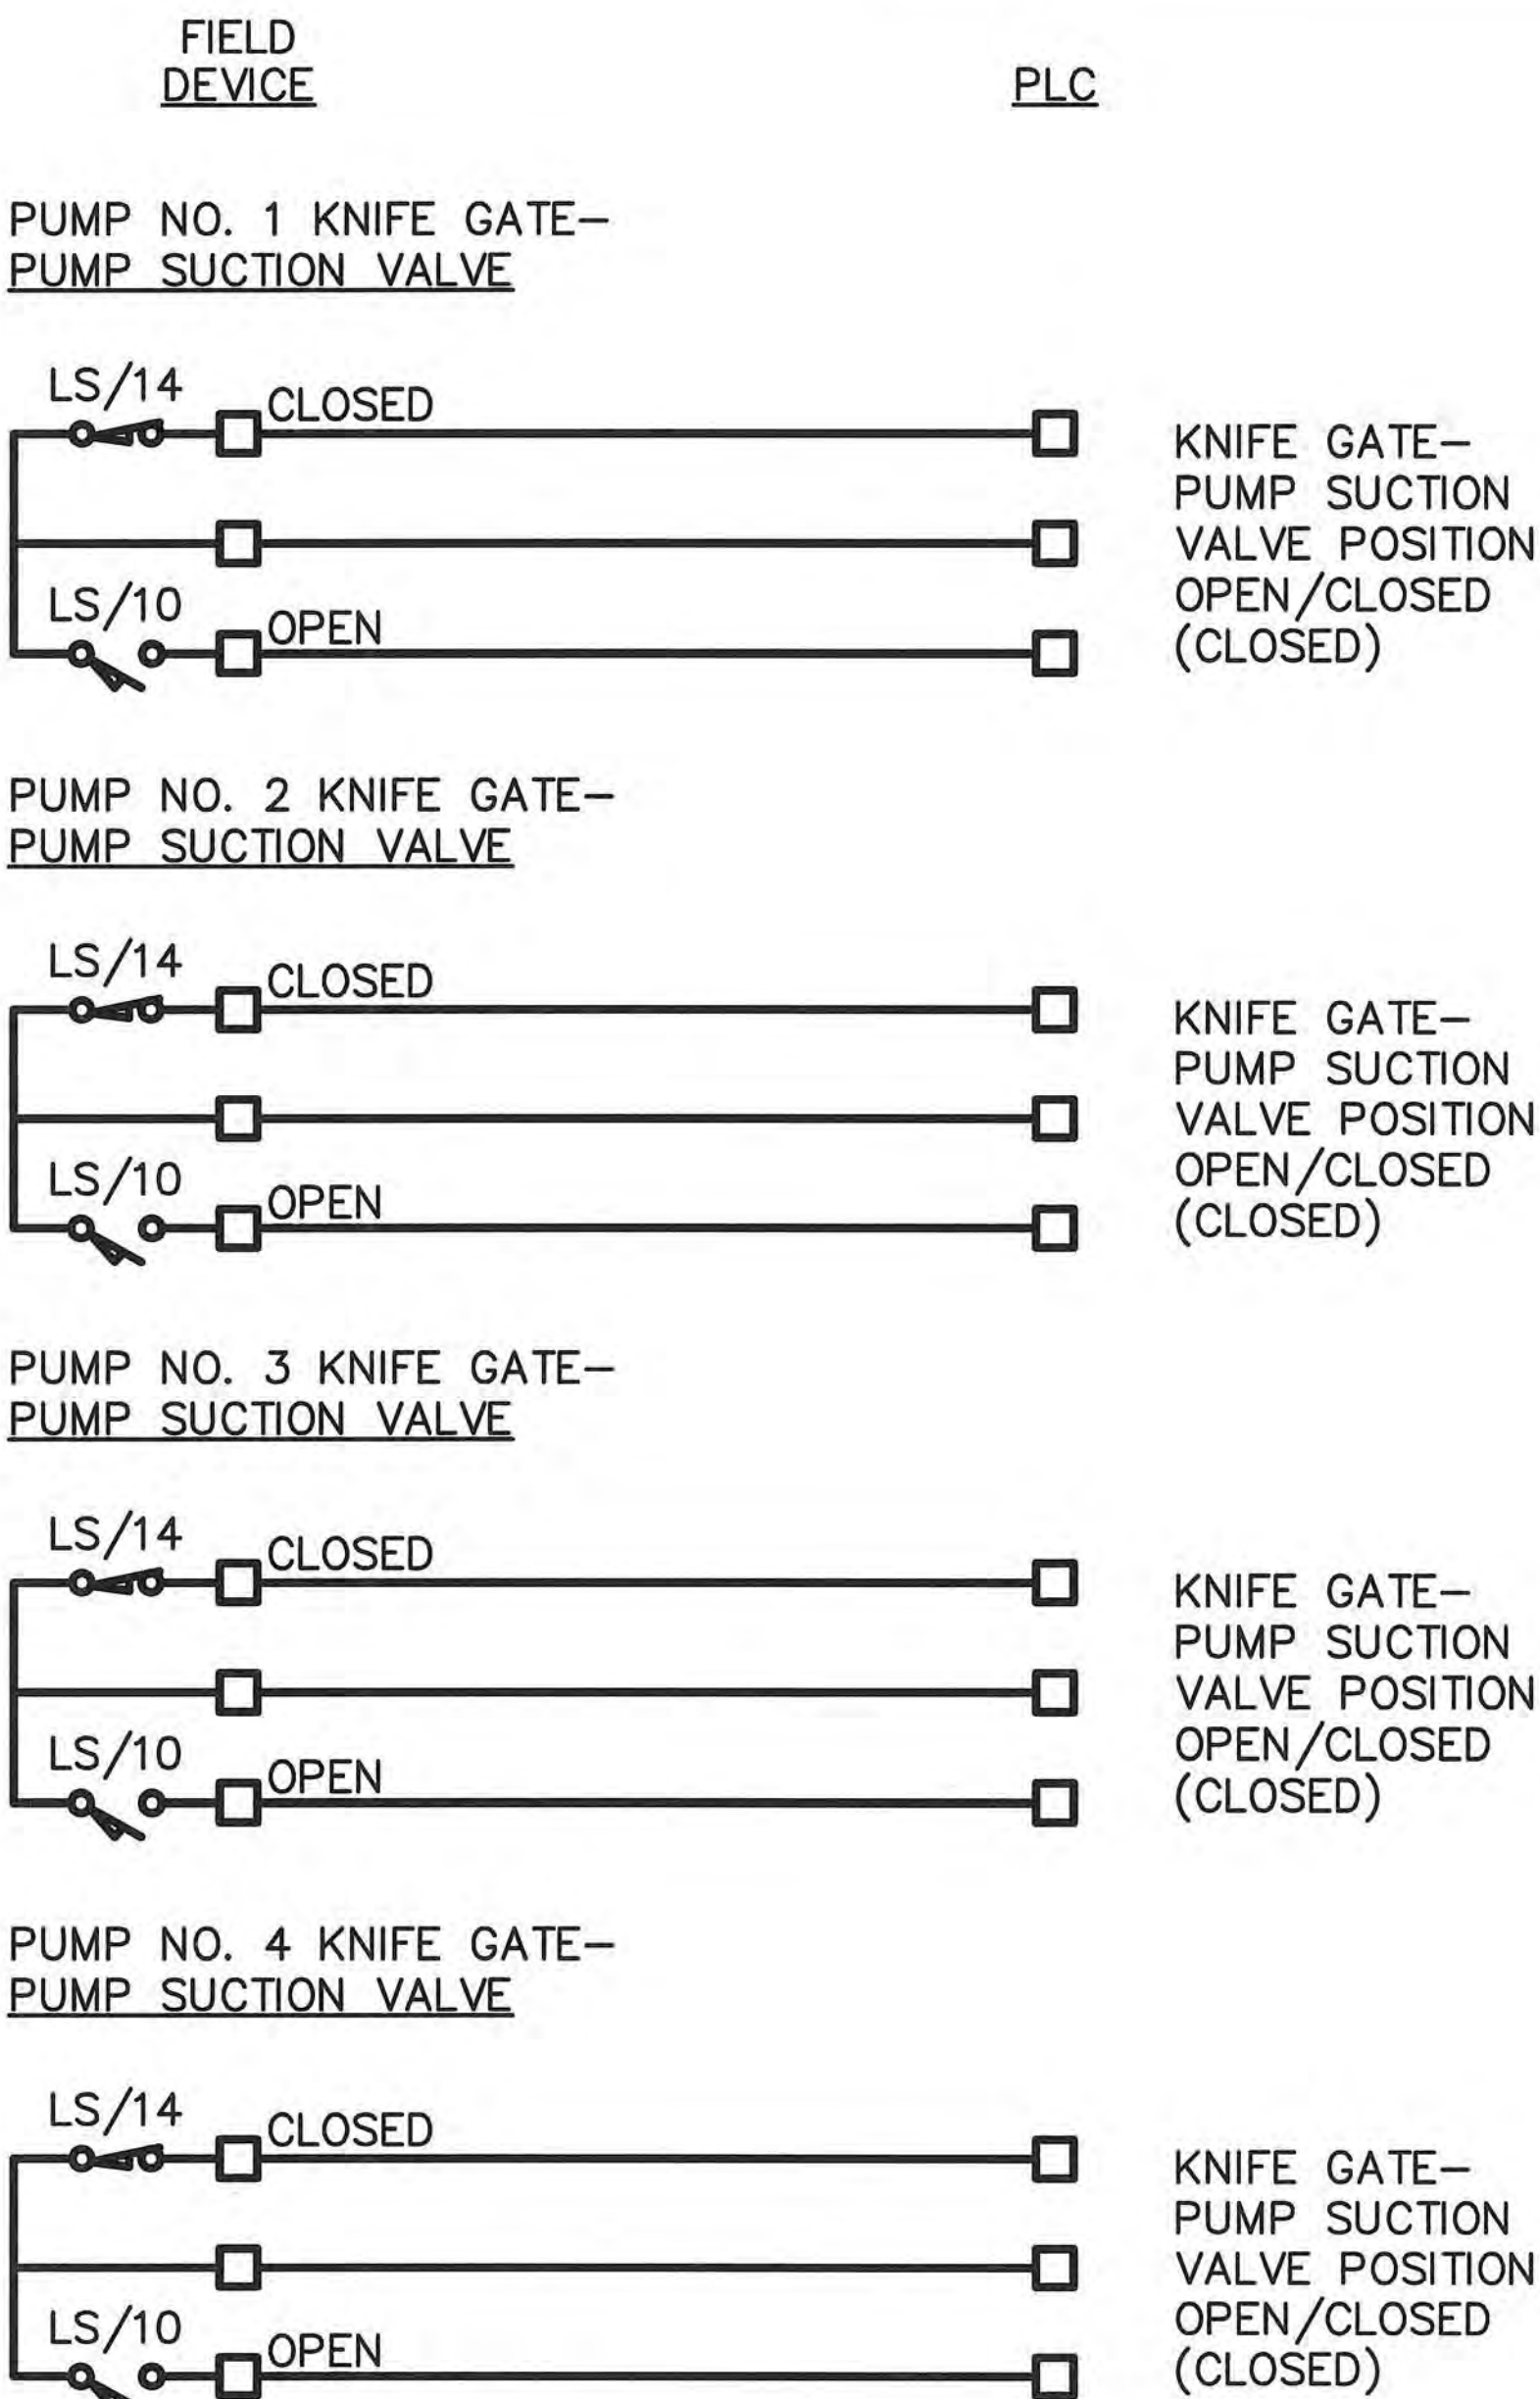 FIELD
DEVICE
PLC
PUMP NO. 1 KNIFE GATE-
PUMP SUCTION VALVE
LS/14
CLOSED
LS/10
OPEN
KNIFE GATE-
PUMP SUCTION
VALVE POSITION
OPEN/CLOSED
(CLOSED)
PUMP NO. 2 KNIFE GATE-
PUMP SUCTION VALVE
LS/14
CLOSED
LS/10
OPEN
KNIFE GATE-
PUMP SUCTION
VALVE POSITION
OPEN/CLOSED
(CLOSED)
PUMP NO. 3 KNIFE GATE-
PUMP SUCTION VALVE
LS/14
CLOSED
LS/10
OPEN
KNIFE GATE-
PUMP SUCTION
VALVE POSITION
OPEN/CLOSED
(CLOSED)
PUMP NO. 4 KNIFE GATE-
PUMP SUCTION VALVE
LS/14
CLOSED
LS/10
OPEN
KNIFE GATE-
PUMP SUCTION
VALVE POSITION
OPEN/CLOSED
(CLOSED)